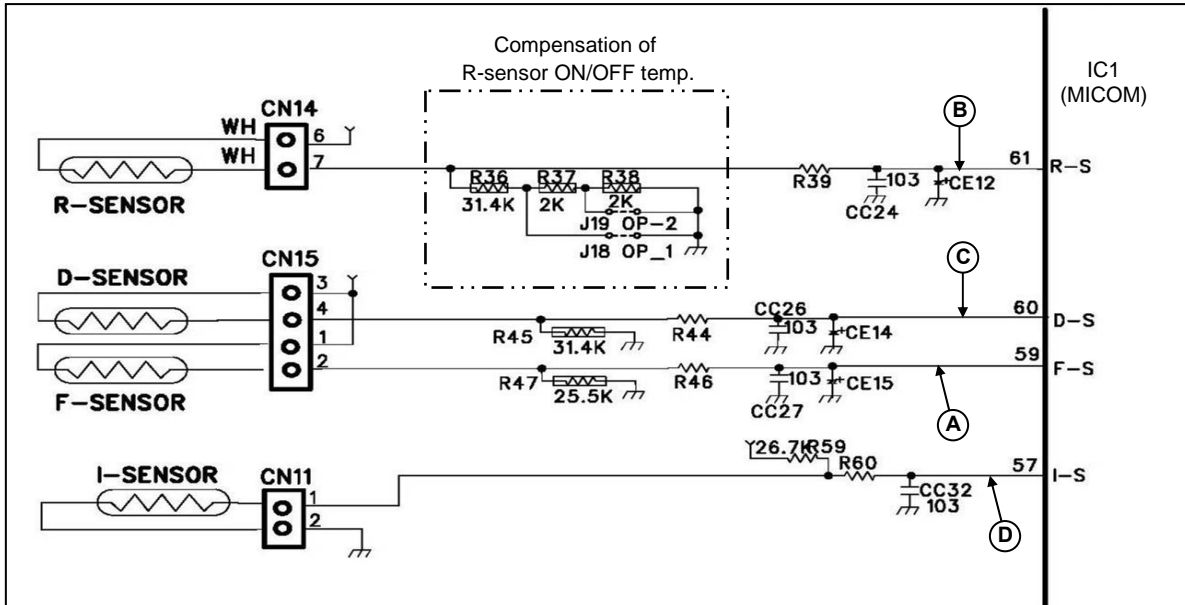 Compensation of
R-sensor ON/OFF temp.
IC1
(MICOM)
CN14
B
WH
6
WH
7
R36
R37
R38
R39
103
CE12
61
R-S
31.4K
2K
2K
CC24
R-SENSOR
J19 OP-2
J18 OP_1
CN15
D-SENSOR
3
C
4
CC26
60
D-S
R45
31.4K
R44
103
CE14
1
59
F-S
2
R47
25.5K
R46
103
CE15
F-SENSOR
CC27
A
I-SENSOR
CN11
26.7K
R59
R60
57
I-S
1
CC32
103
2
D